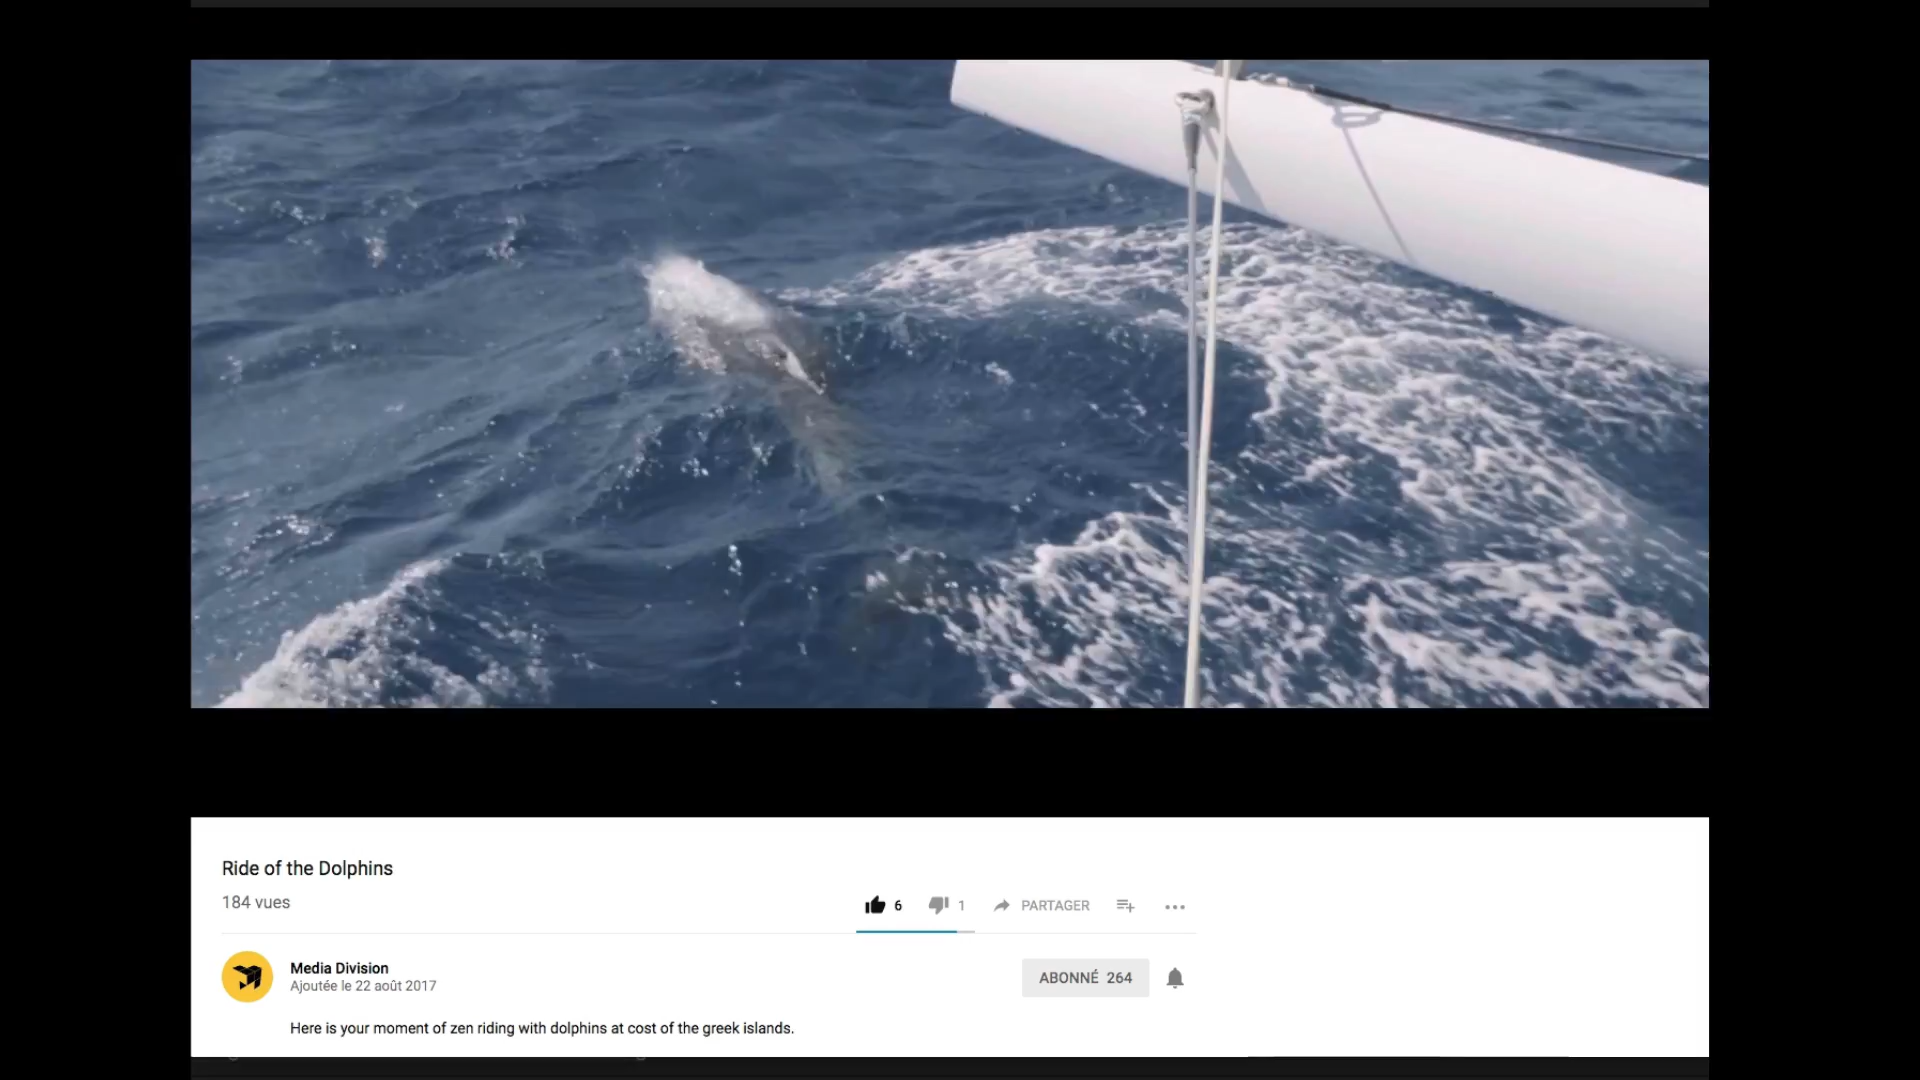 Ride of the Dolphins
184 vues
6 1 PARTAGER
Media Division
Ajoutée le 22 août 2017
ABONNÉ 264
Here is your moment of zen riding with dolphins at cost of the greek islands.